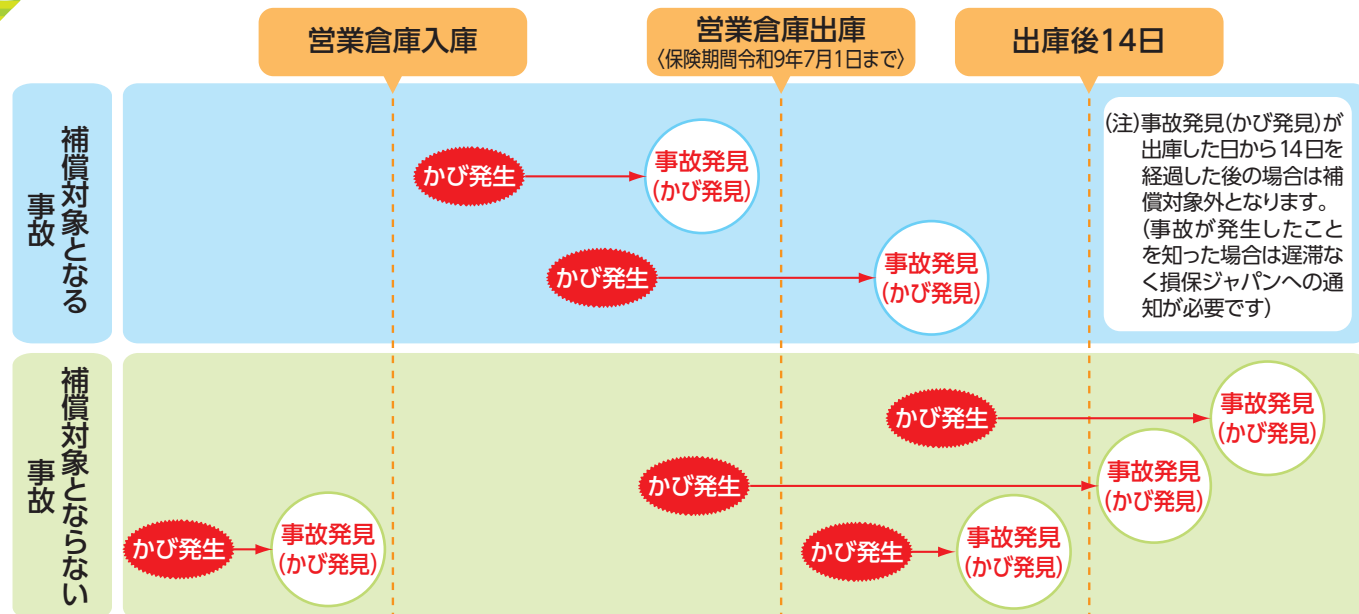 営業倉庫入庫
営業倉庫出庫
〈保険期間令和9年7月1日まで〉
出庫後14日
補償対象となる
事故
かび発生
事故発見
(かび発見)
かび発生
事故発見
(かび発見)
(注)事故発見(かび発見)が
出庫した日から14日を
経過した後の場合は補
償対象外となります。
(事故が発生したこと
を知った場合は遅滞な
く損保ジャパンへの通
知が必要です)
補償対象とならない
事故
かび発生
事故発見
(かび発見)
かび発生
事故発見
(かび発見)
かび発生
事故発見
(かび発見)
かび発生
事故発見
(かび発見)